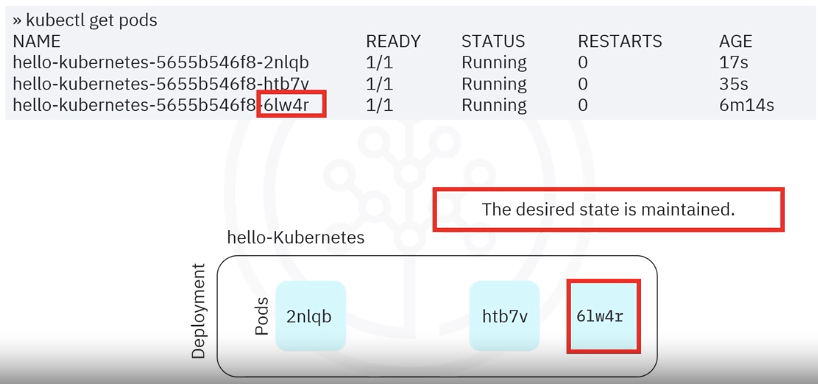 » kubectl get pods
NAME READY STATUS RESTARTS AGE
hello-kubernetes-5655b546f8-2nlqb 1/1 Running 0 17s
hello-kubernetes-5655b546f8-htb7v 1/1 Running 0 35s
hello-kubernetes-5655b546f8-6lw4r 1/1 Running 0 6m14s
The desired state is maintained.
hello-Kubernetes
Deployment
Pods
2nlqb htb7v 6lw4r